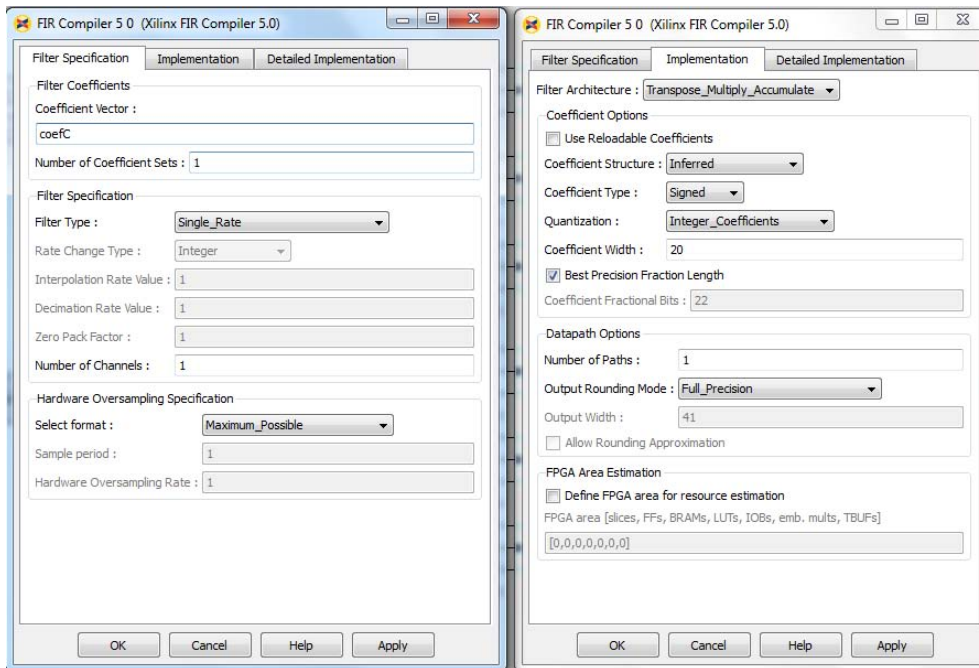 FIR Compiler 5 0 (Xilinx FIR Compiler 5.0)
Filter Specification Implementation Detailed Implementation
Filter Coefficients
Coefficient Vector :
coefC
Number of Coefficient Sets : 1
Filter Specification
Filter Type : Single_Rate
Rate Change Type : Integer
Interpolation Rate Value : 1
Decimation Rate Value : 1
Zero Pack Factor : 1
Number of Channels : 1
Hardware Oversampling Specification
Select format : Maximum_Possible
Sample period : 1
Hardware Oversampling Rate : 1
OK Cancel Help Apply
FIR Compiler 5 0 (Xilinx FIR Compiler 5.0)
Filter Specification Implementation Detailed Implementation
Filter Architecture : Transpose_Multiply_Accumulate
Coefficient Options
Use Reloadable Coefficients
Coefficient Structure : Inferred
Coefficient Type : Signed
Quantization : Integer_Coefficients
Coefficient Width : 20
Best Precision Fraction Length
Coefficient Fractional Bits : 22
Datapath Options
Number of Paths : 1
Output Rounding Mode : Full_Precision
Output Width : 41
Allow Rounding Approximation
FPGA Area Estimation
Define FPGA area for resource estimation
FPGA area [slices, FFs, BRAMs, LUTs, IOBs, emb. mults, TBUFs]
[0,0,0,0,0,0,0]
OK Cancel Help Apply